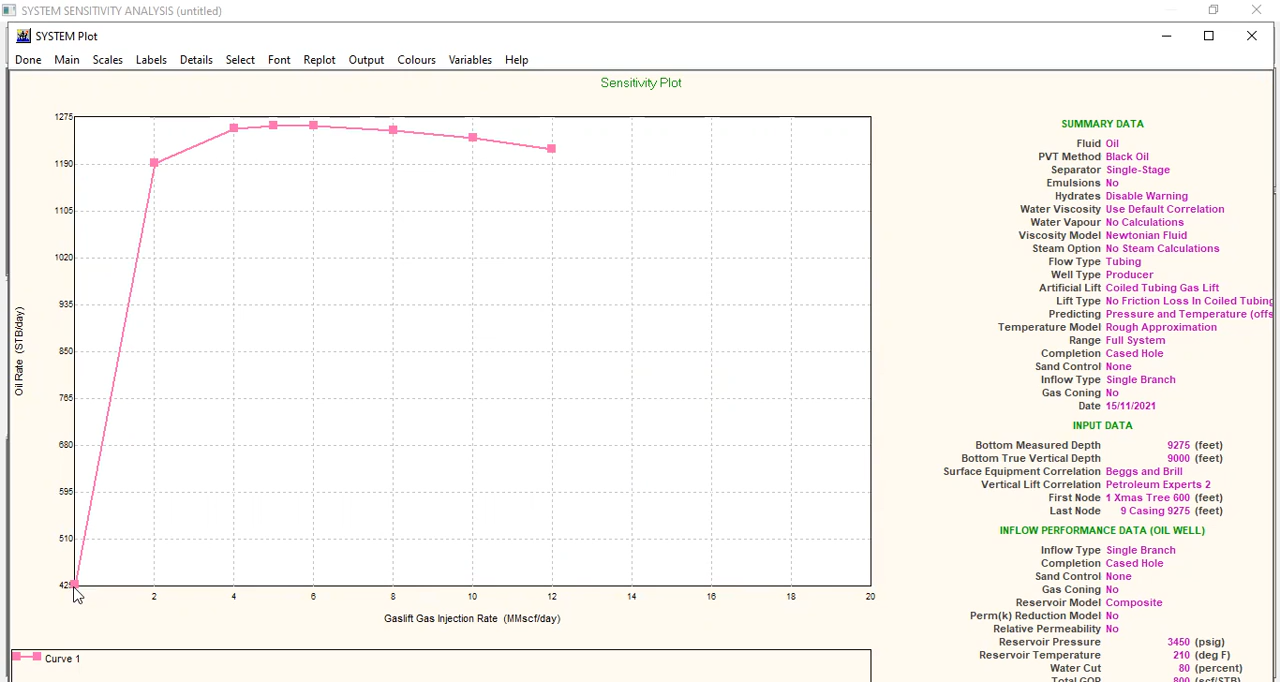 SYSTEM SENSITIVITY ANALYSIS (untitled)
SYSTEM Plot
Done Main Scales Labels Details Select Font Replot Output Colours Variables Help
Sensitivity Plot
1275
1190
1105
1020
935
850
765
680
595
510
425
Oil Rate (STB/day)
2 4 6 8 10 12 14 16 18 20
Gaslift Gas Injection Rate (MMscf/day)
Curve 1
SUMMARY DATA
Fluid Oil
PVT Method Black Oil
Separator Single-Stage
Emulsions No
Hydrates Disable Warning
Water Viscosity Use Default Correlation
Water Vapour No Calculations
Viscosity Model Newtonian Fluid
Steam Option No Steam Calculations
Flow Type Tubing
Well Type Producer
Artificial Lift Coiled Tubing Gas Lift
Lift Type No Friction Loss In Coiled Tubing
Predicting Pressure and Temperature (offs
Temperature Model Rough Approximation
Range Full System
Completion Cased Hole
Sand Control None
Inflow Type Single Branch
Gas Coning No
Date 15/11/2021
INPUT DATA
Bottom Measured Depth 9275 (feet)
Bottom True Vertical Depth 9000 (feet)
Surface Equipment Correlation Beggs and Brill
Vertical Lift Correlation Petroleum Experts 2
First Node 1 Xmas Tree 600 (feet)
Last Node 9 Casing 9275 (feet)
INFLOW PERFORMANCE DATA (OIL WELL)
Inflow Type Single Branch
Completion Cased Hole
Sand Control None
Gas Coning No
Reservoir Model Composite
Perm(k) Reduction Model No
Relative Permeability No
Reservoir Pressure 3450 (psig)
Reservoir Temperature 210 (deg F)
Water Cut 80 (percent)
Total GOR 800 (scf/STB)